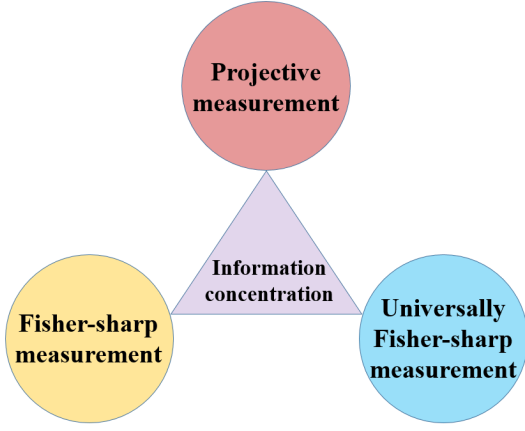 Projective
measurement
Information
concentration
Fisher-sharp
measurement
Universally
Fisher-sharp
measurement